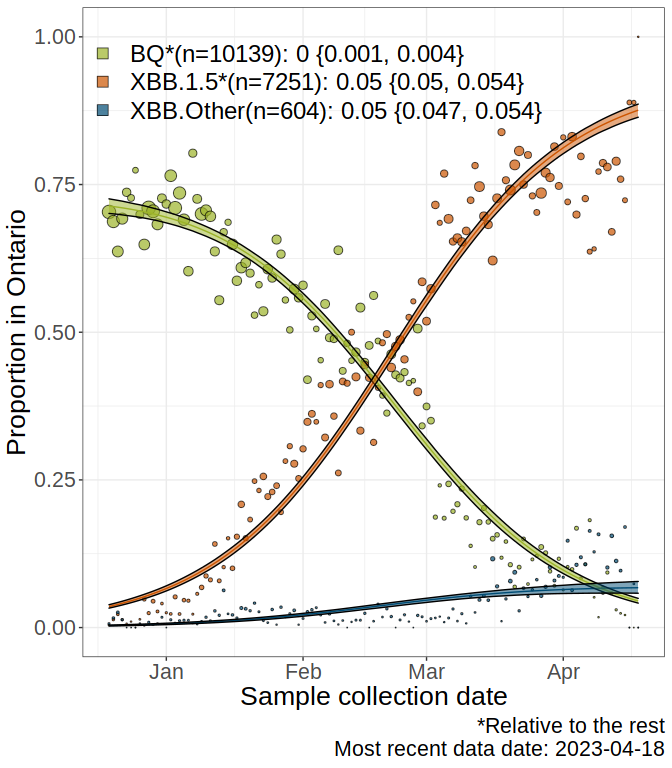 BQ*(n=10139): 0 {0.001, 0.004}
XBB.1.5*(n=7251): 0.05 {0.05, 0.054}
XBB.Other(n=604): 0.05 {0.047, 0.054}
Proportion in Ontario
1.00
0.75
0.50
0.25
0.00
Jan Feb Mar Apr
Sample collection date
*Relative to the rest
Most recent data date: 2023-04-18